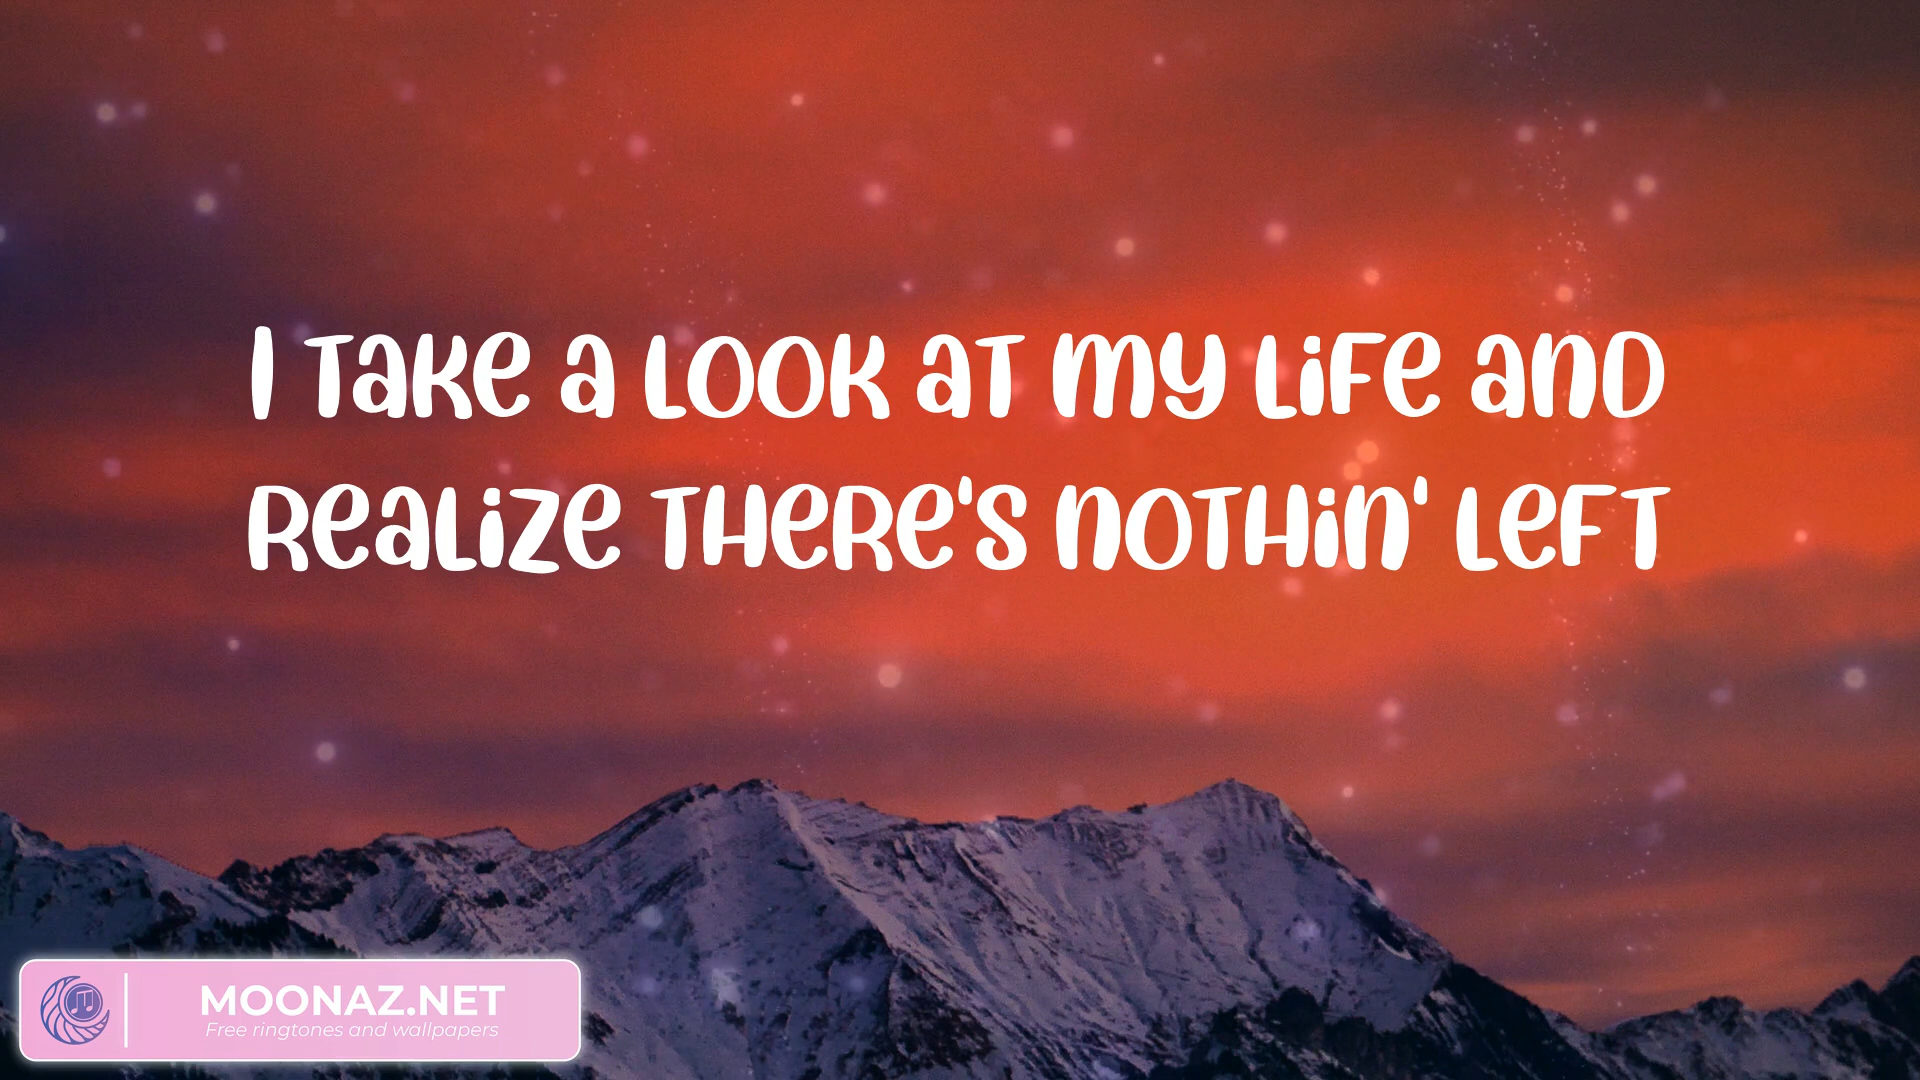 I Take a Look at my Life and
Realize There's Nothin' Left
MOONAZ.NET
Free ringtones and wallpapers